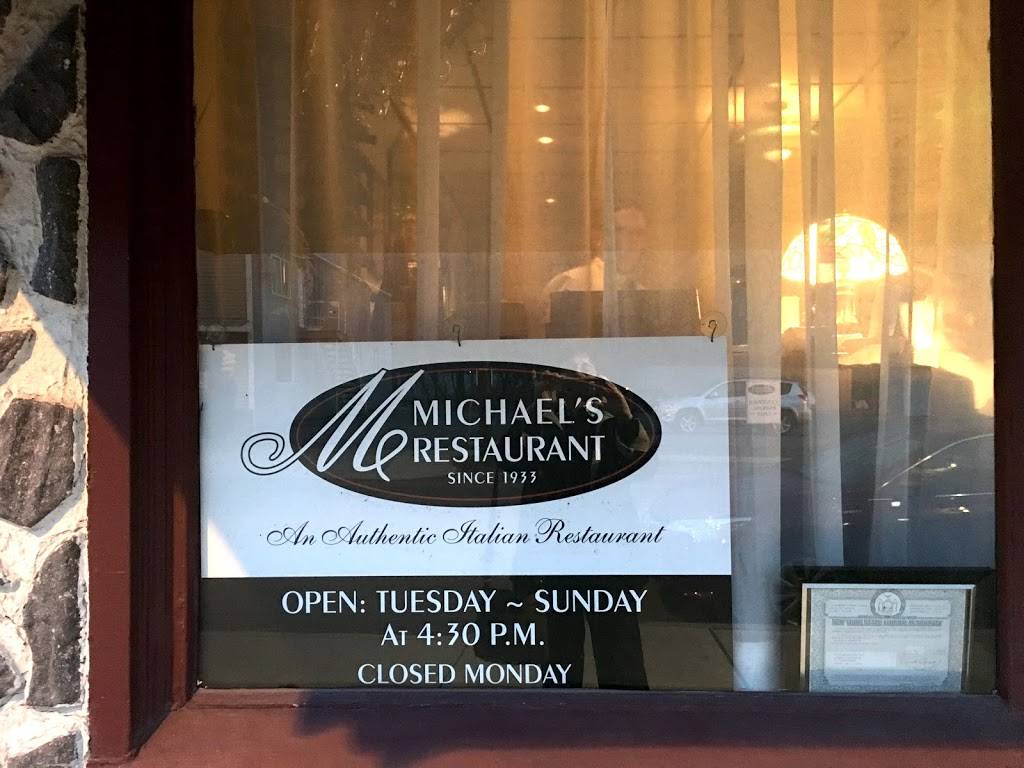 M
MICHAEL'S
RESTAURANT
SINCE 1933
An Authentic Italian Restaurant
OPEN: TUESDAY ~ SUNDAY
AT 4:30 P.M.
CLOSED MONDAY